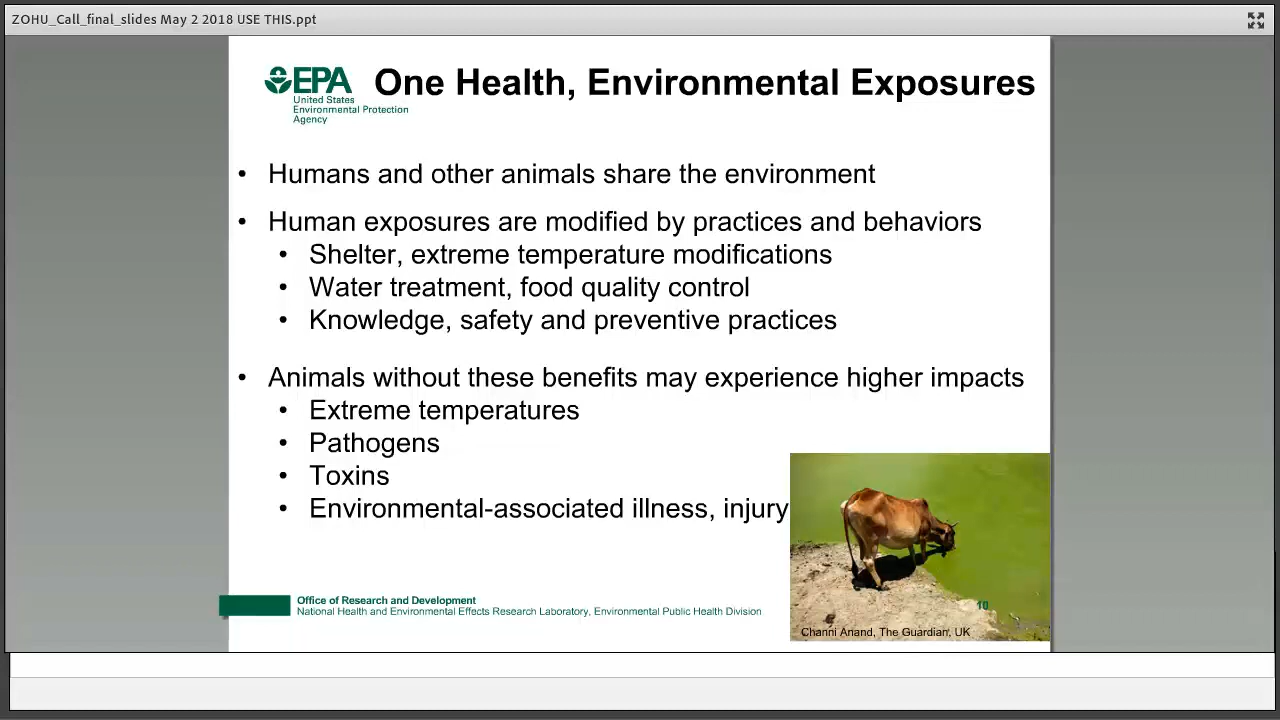 ZOHU_Call_final_slides May 2 2018 USE THIS.ppt
EPA
United States
Environmental Protection
Agency
One Health, Environmental Exposures
• Humans and other animals share the environment
• Human exposures are modified by practices and behaviors
• Shelter, extreme temperature modifications
• Water treatment, food quality control
• Knowledge, safety and preventive practices
• Animals without these benefits may experience higher impacts
• Extreme temperatures
• Pathogens
• Toxins
• Environmental-associated illness, injury
Office of Research and Development
National Health and Environmental Effects Research Laboratory, Environmental Public Health Division
10
Channi Anand, The Guardian, UK